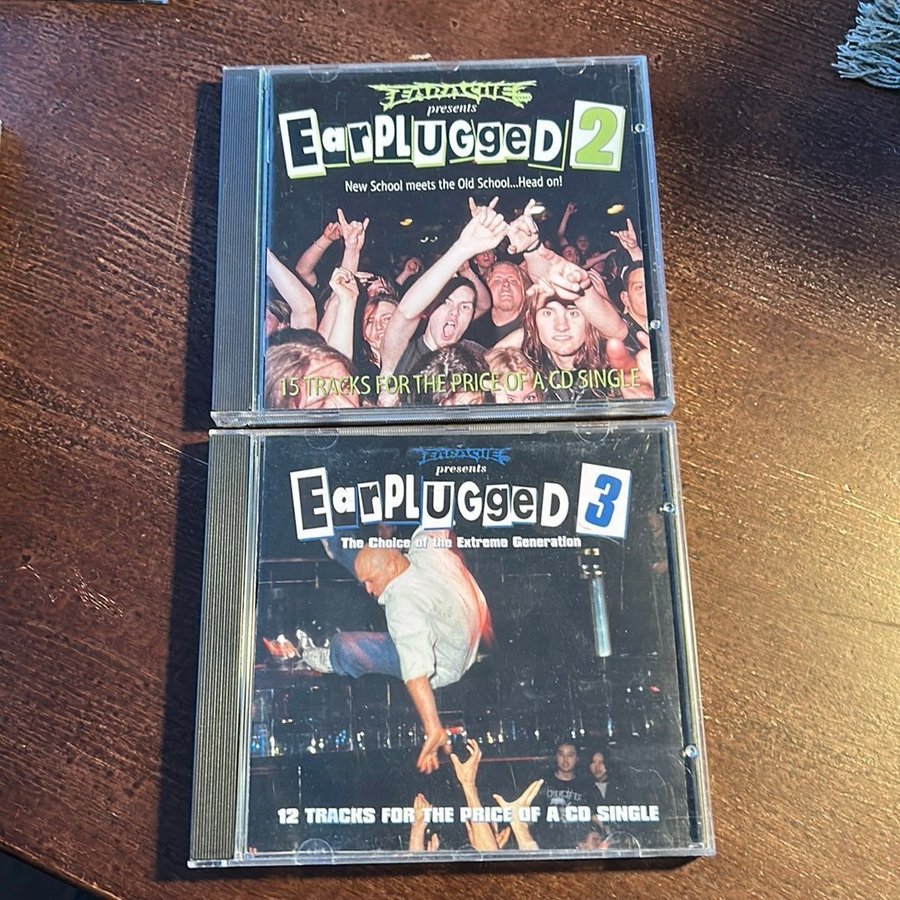 EARACHE
presents
EarPLUGgeD 2
New School meets the Old School...Head on!
15 TRACKS FOR THE PRICE OF A CD SINGLE
EARACHE
presents
EarPLUGgeD 3
The Choice of the Extreme Generation
12 TRACKS FOR THE PRICE OF A CD SINGLE